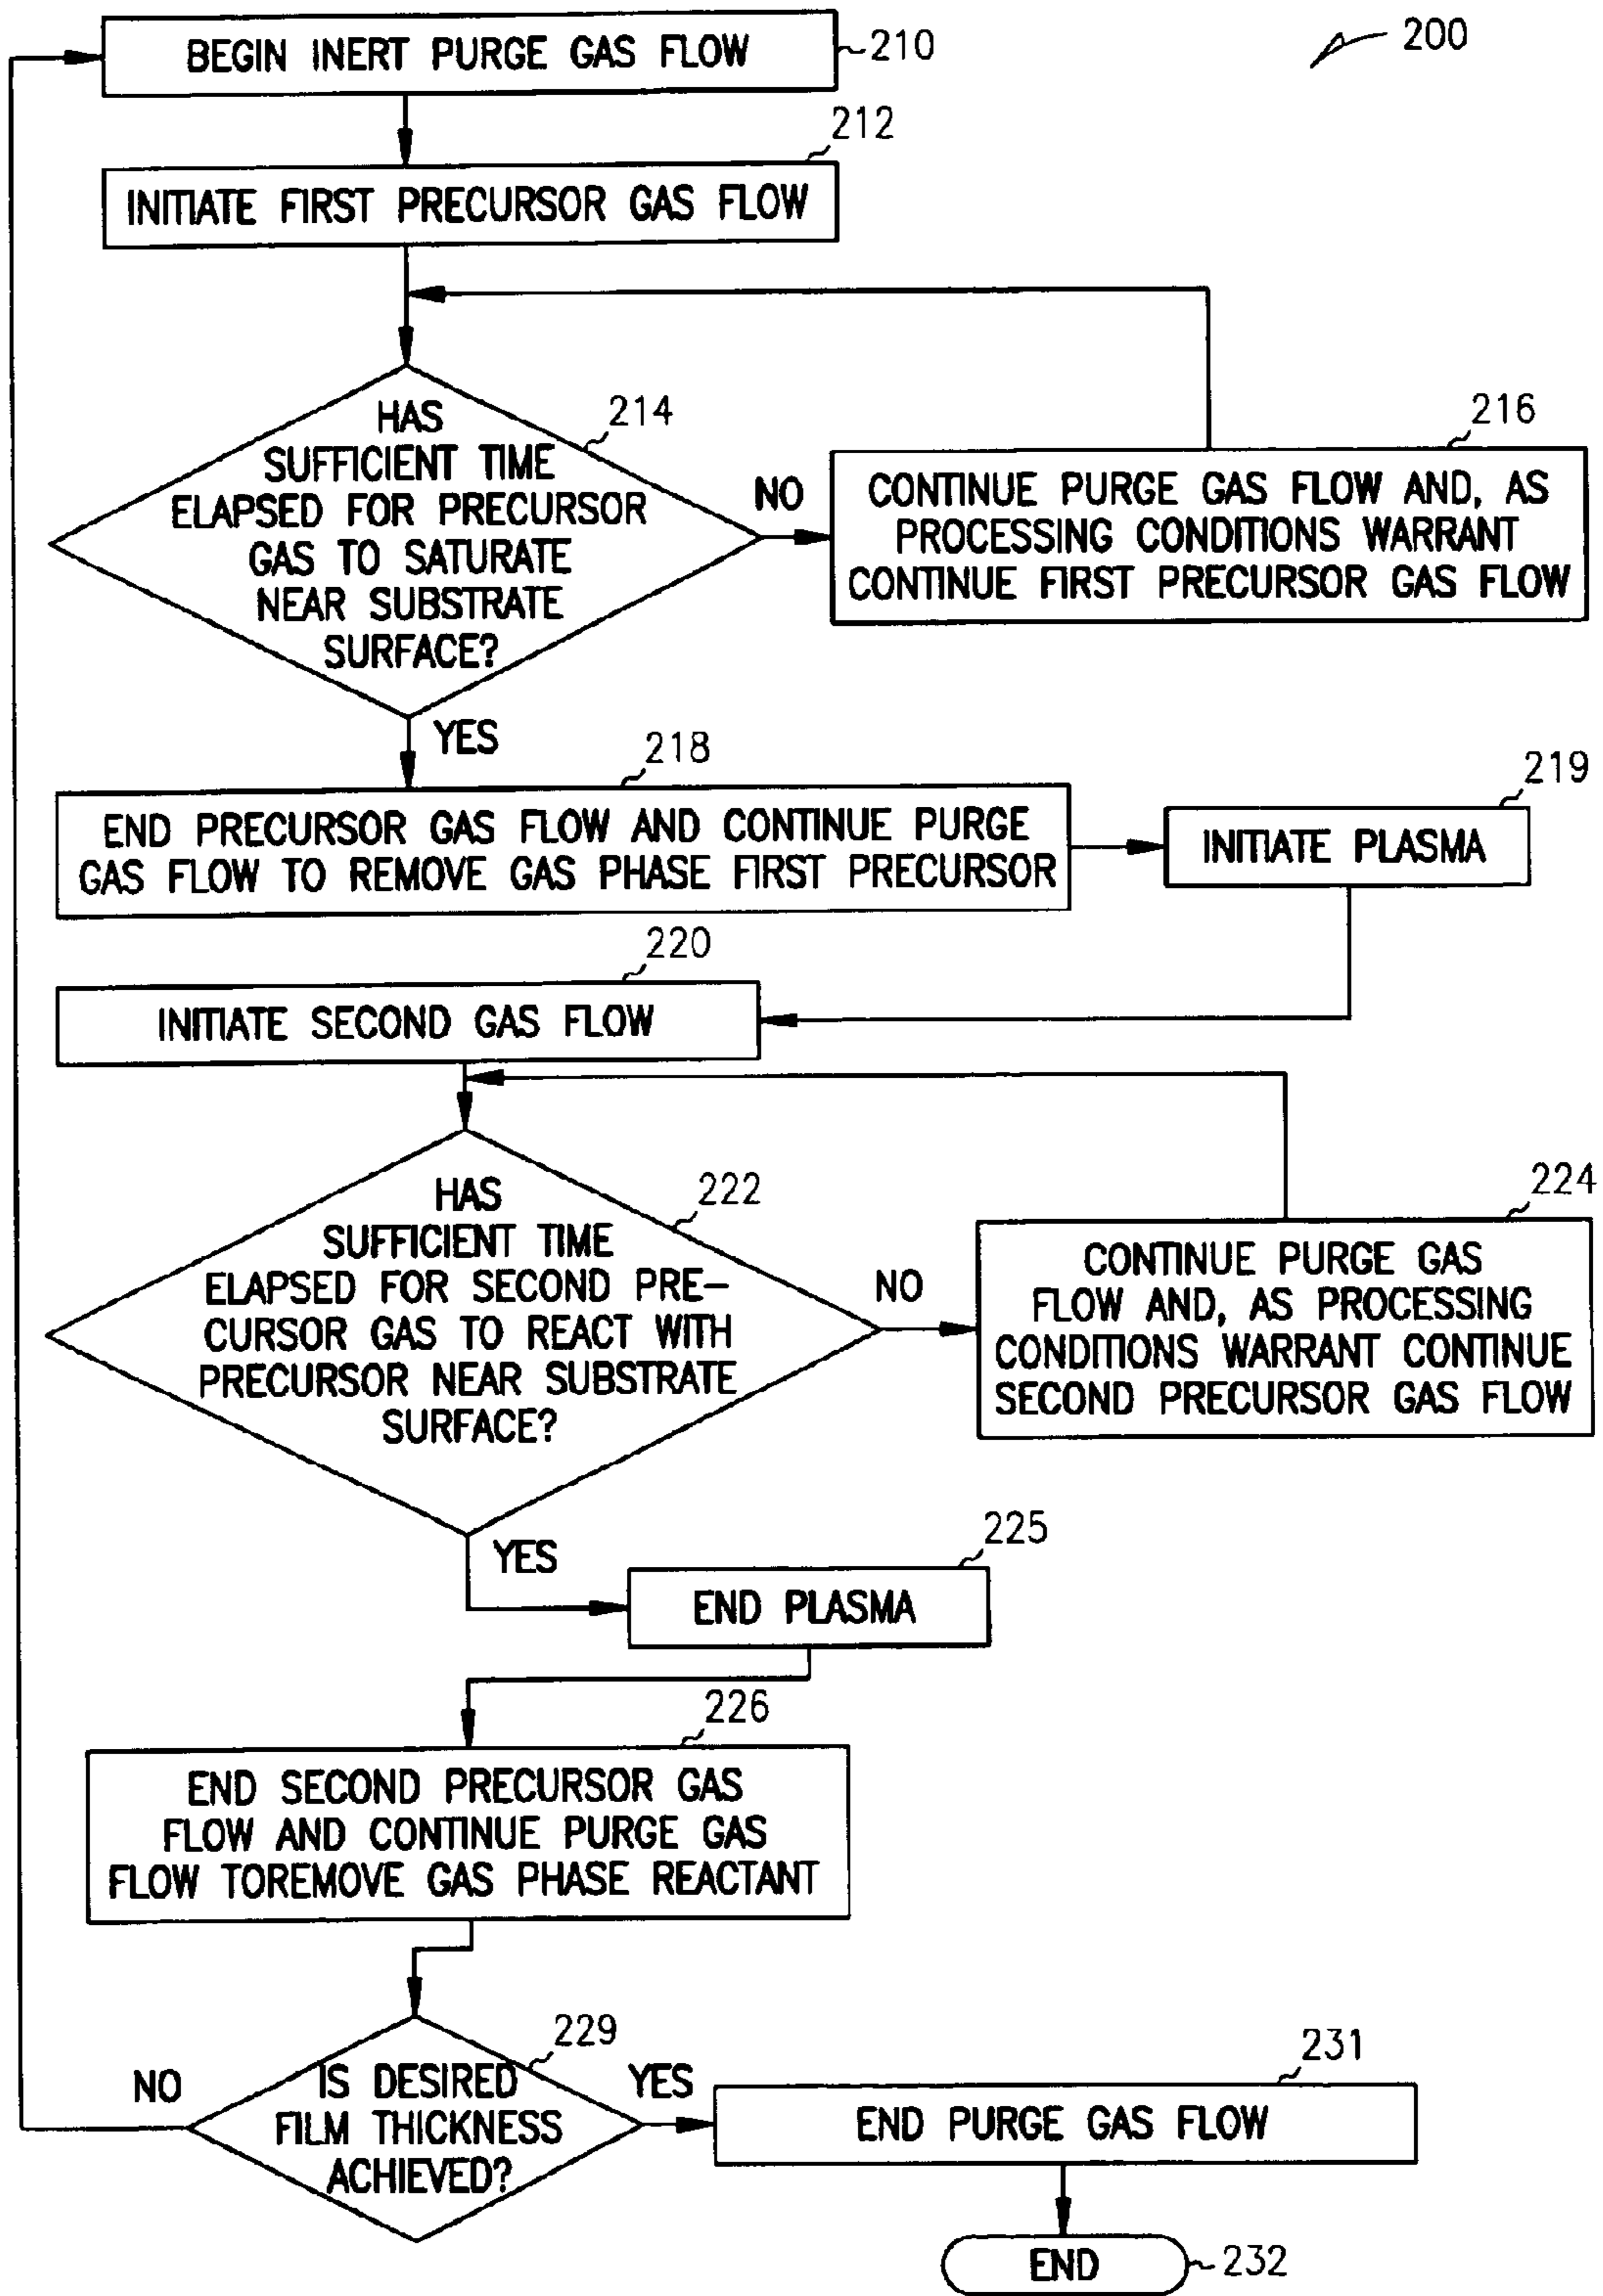 200
BEGIN INERT PURGE GAS FLOW
210
212
INITIATE FIRST PRECURSOR GAS FLOW
HAS
SUFFICIENT TIME
ELAPSED FOR PRECURSOR
GAS TO SATURATE
NEAR SUBSTRATE
SURFACE?
214
NO
216
CONTINUE PURGE GAS FLOW AND, AS
PROCESSING CONDITIONS WARRANT
CONTINUE FIRST PRECURSOR GAS FLOW
YES
218
END PRECURSOR GAS FLOW AND CONTINUE PURGE
GAS FLOW TO REMOVE GAS PHASE FIRST PRECURSOR
219
INITIATE PLASMA
220
INITIATE SECOND GAS FLOW
HAS
SUFFICIENT TIME
ELAPSED FOR SECOND PRE-
CURSOR GAS TO REACT WITH
PRECURSOR NEAR SUBSTRATE
SURFACE?
222
NO
224
CONTINUE PURGE GAS
FLOW AND, AS PROCESSING
CONDITIONS WARRANT CONTINUE
SECOND PRECURSOR GAS FLOW
YES
225
END PLASMA
226
END SECOND PRECURSOR GAS
FLOW AND CONTINUE PURGE GAS
FLOW TOREMOVE GAS PHASE REACTANT
229
NO
IS DESIRED
FILM THICKNESS
ACHIEVED?
YES
231
END PURGE GAS FLOW
END
232